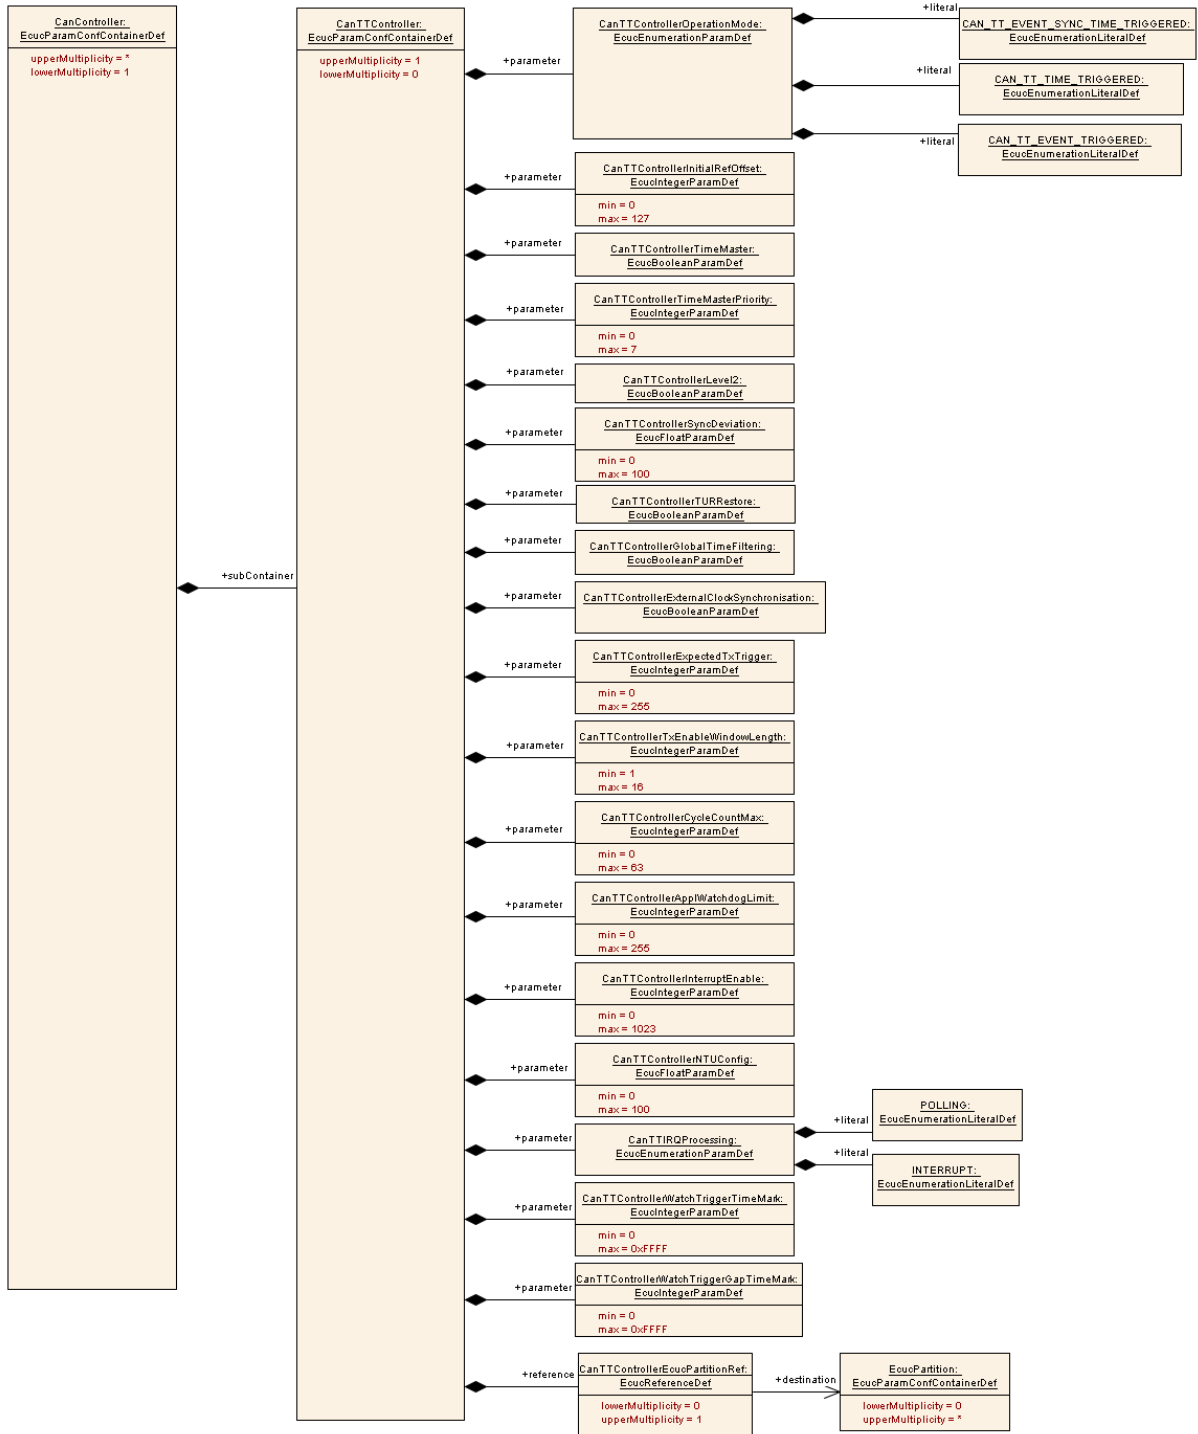 CanController:
EcucParamConfContainerDef
upperMultiplicity = *
lowerMultiplicity = 1
+subContainer
CanTTController:
EcucParamConfContainerDef
upperMultiplicity = 1
lowerMultiplicity = 0
+parameter
CanTTControllerOperationMode:
EcucEnumerationParamDef
+literal
CAN_TT_EVENT_SYNC_TIME_TRIGGERED:
EcucEnumerationLiteralDef
+literal
CAN_TT_TIME_TRIGGERED:
EcucEnumerationLiteralDef
+literal
CAN_TT_EVENT_TRIGGERED:
EcucEnumerationLiteralDef
+parameter
CanTTControllerInitialRefOffset:
EcucIntegerParamDef
min = 0
max = 127
+parameter
CanTTControllerTimeMaster:
EcucBooleanParamDef
+parameter
CanTTControllerTimeMasterPriority:
EcucIntegerParamDef
min = 0
max = 7
+parameter
CanTTControllerLevel2:
EcucBooleanParamDef
+parameter
CanTTControllerSyncDeviation:
EcucFloatParamDef
min = 0
max = 100
+parameter
CanTTControllerTURRestore:
EcucBooleanParamDef
+parameter
CanTTControllerGlobalTimeFiltering:
EcucBooleanParamDef
+parameter
CanTTControllerExternalClockSynchronisation:
EcucBooleanParamDef
+parameter
CanTTControllerExpectedTxTrigger:
EcucIntegerParamDef
min = 0
max = 255
+parameter
CanTTControllerTxEnableWindowLength:
EcucIntegerParamDef
min = 1
max = 16
+parameter
CanTTControllerCycleCountMax:
EcucIntegerParamDef
min = 0
max = 63
+parameter
CanTTControllerApplWatchdogLimit:
EcucIntegerParamDef
min = 0
max = 255
+parameter
CanTTControllerInterruptEnable:
EcucIntegerParamDef
min = 0
max = 1023
+parameter
CanTTControllerNTUConfig:
EcucFloatParamDef
min = 0
max = 100
+parameter
CanTTIRQProcessing:
EcucEnumerationParamDef
+literal
POLLING:
EcucEnumerationLiteralDef
+literal
INTERRUPT:
EcucEnumerationLiteralDef
+parameter
CanTTControllerWatchTriggerTimeMark:
EcucIntegerParamDef
min = 0
max = 0xFFFF
+parameter
CanTTControllerWatchTriggerGapTimeMark:
EcucIntegerParamDef
min = 0
max = 0xFFFF
+reference
CanTTControllerEcucPartitionRef:
EcucReferenceDef
lowerMultiplicity = 0
upperMultiplicity = 1
+destination
EcucPartition:
EcucParamConfContainerDef
lowerMultiplicity = 0
upperMultiplicity = *